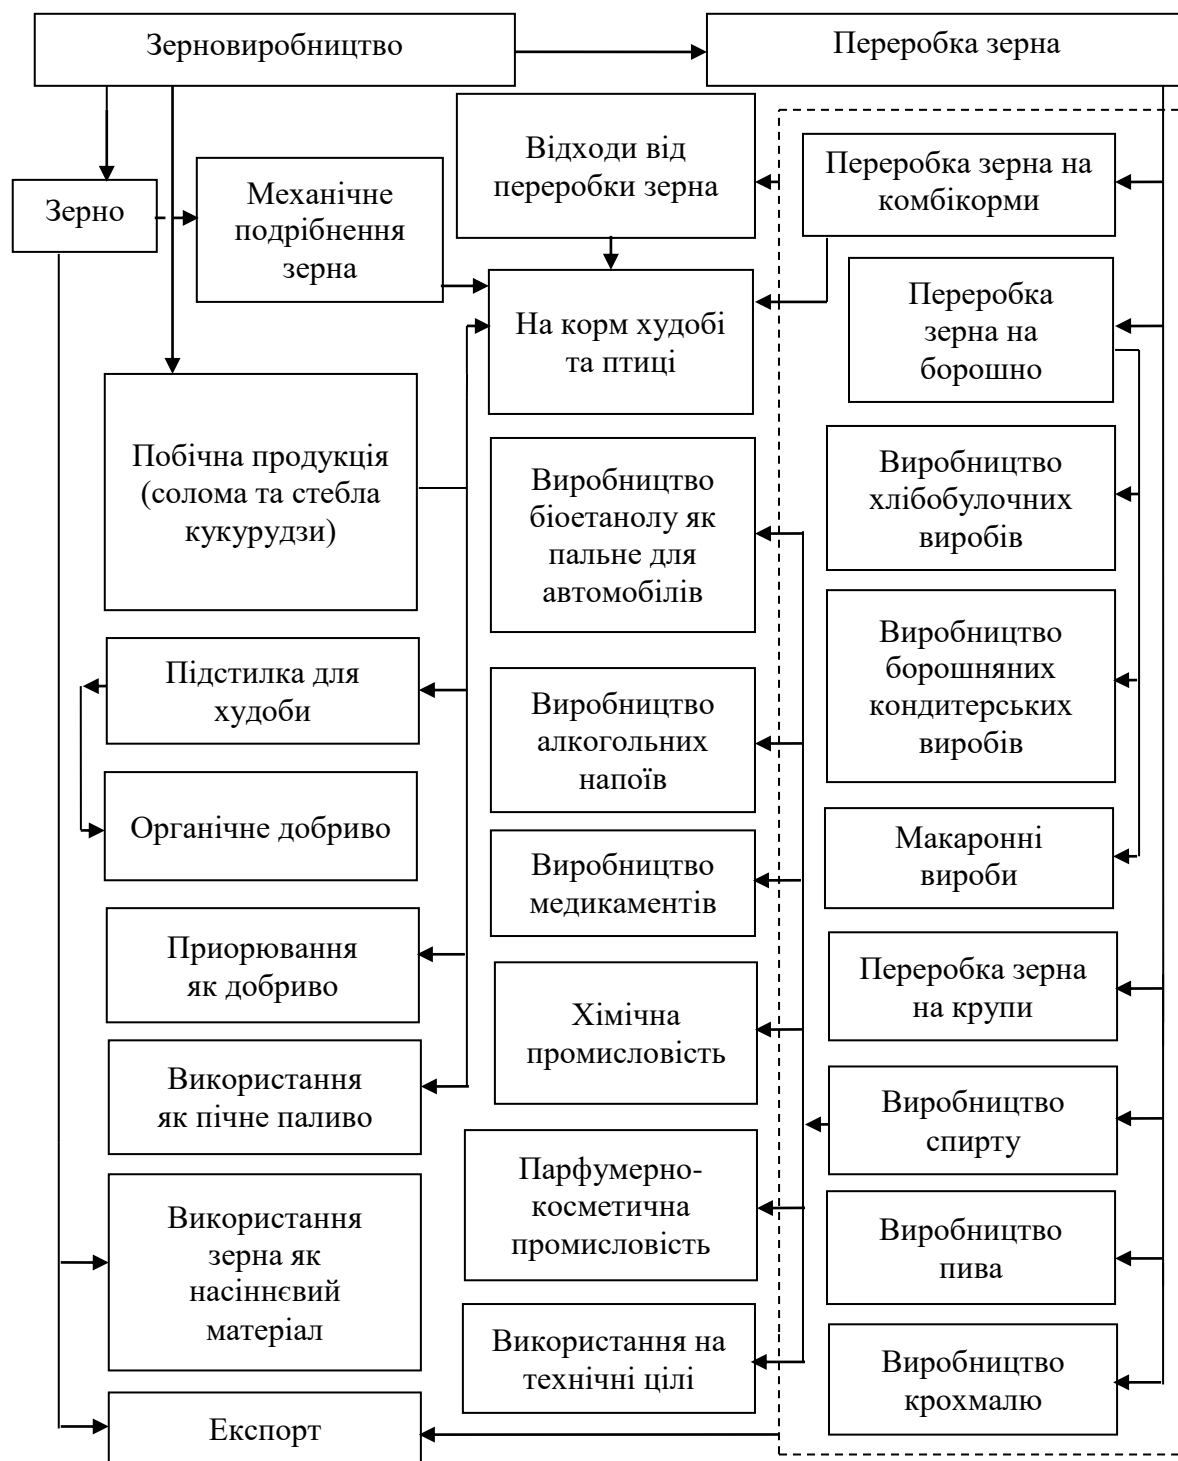 Зерновиробництво
Переробка зерна
Відходи від
переробки зерна
Переробка зерна на
комбікорми
Зерно
Механічне
подрібнення
зерна
На корм худобі
та птиці
Переробка
зерна на
борошно
Побічна продукція
(солома та стебла
кукурудзи)
Виробництво
біоетанолу як
пальне для
автомобілів
Виробництво
хлібобулочних
виробів
Підстилка для
худоби
Виробництво
алкогольних
напоїв
Виробництво
борошняних
кондитерських
виробів
Органічне добриво
Виробництво
медикаментів
Макаронні
вироби
Приорювання
як добриво
Хімічна
промисловість
Переробка зерна
на крупи
Використання
як пічне паливо
Парфумерно-
косметична
промисловість
Виробництво
спирту
Використання
зерна як
насіннєвий
матеріал
Виробництво
пива
Використання на
технічні цілі
Виробництво
крохмалю
Експорт